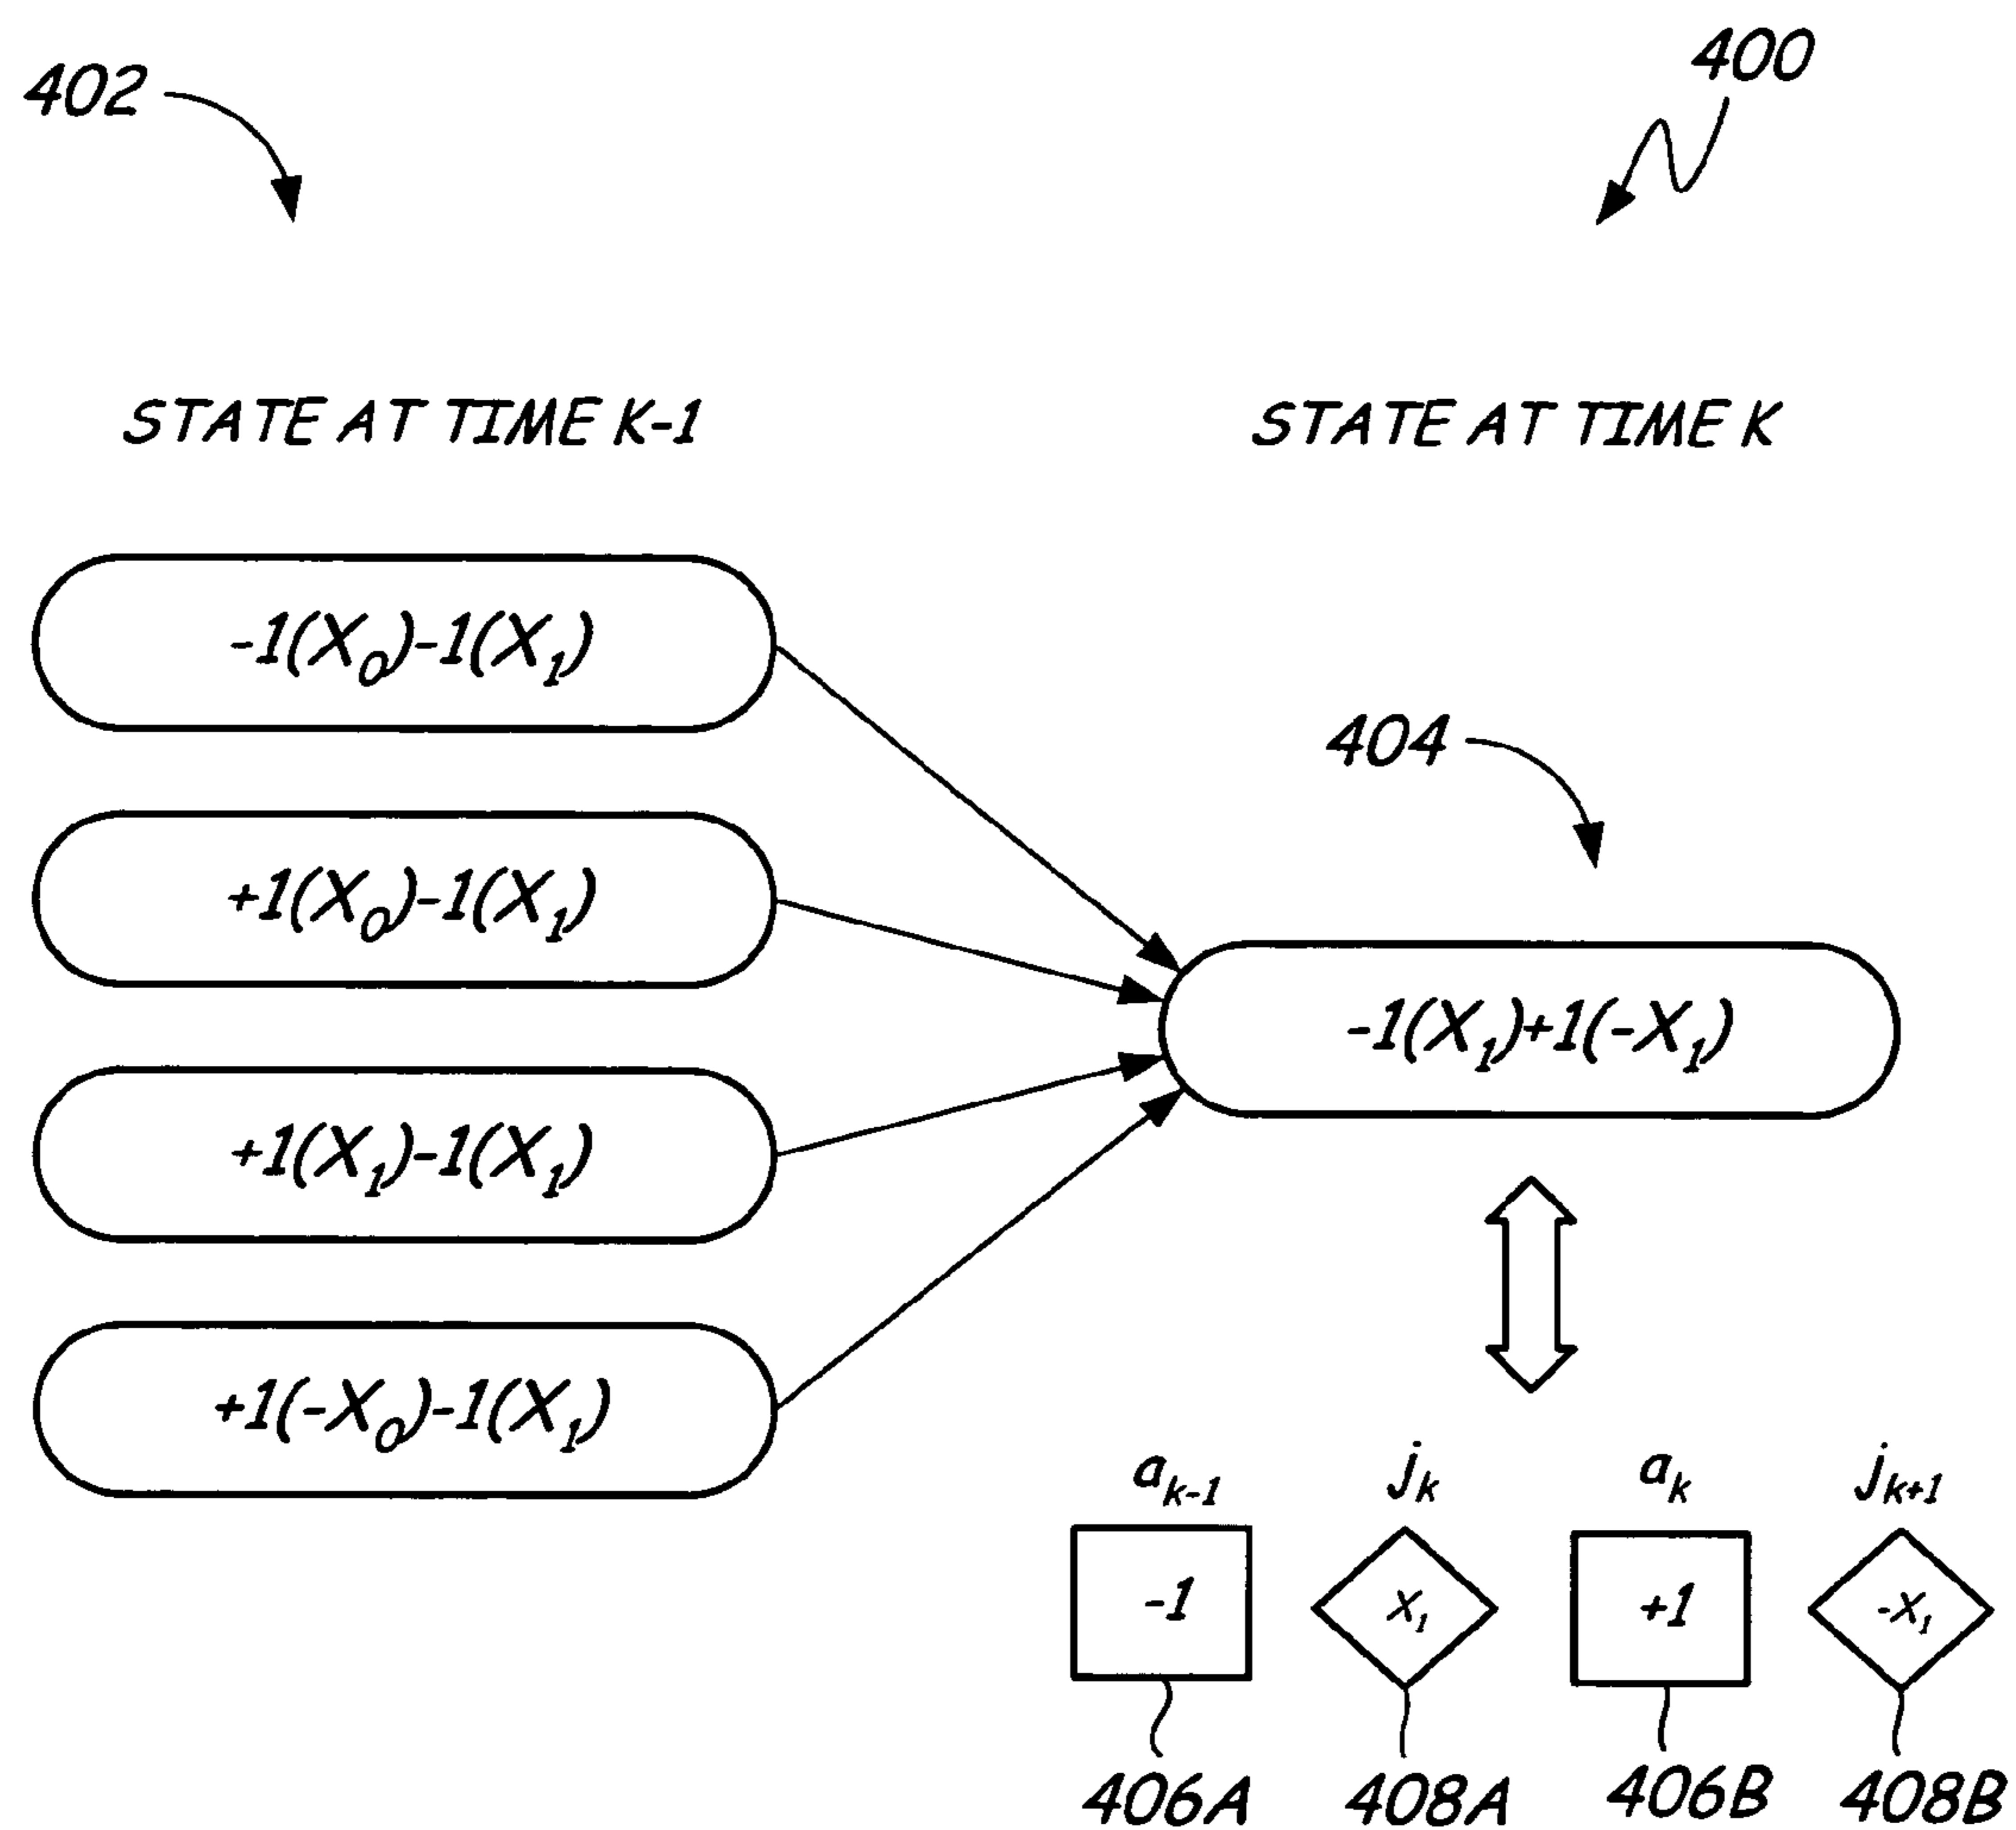 402
400
STATE AT TIME K-1
STATE AT TIME K
-1(X₀)-1(X₁)
404
+1(X₀)-1(X₁)
-1(X₁)+1(-X₁)
+1(X₁)-1(X₁)
+1(-X₀)-1(X₁)
aₖ₋₁ jₖ aₖ jₖ₊₁
-1 X₁ +1 -X₁
406A 408A 406B 408B